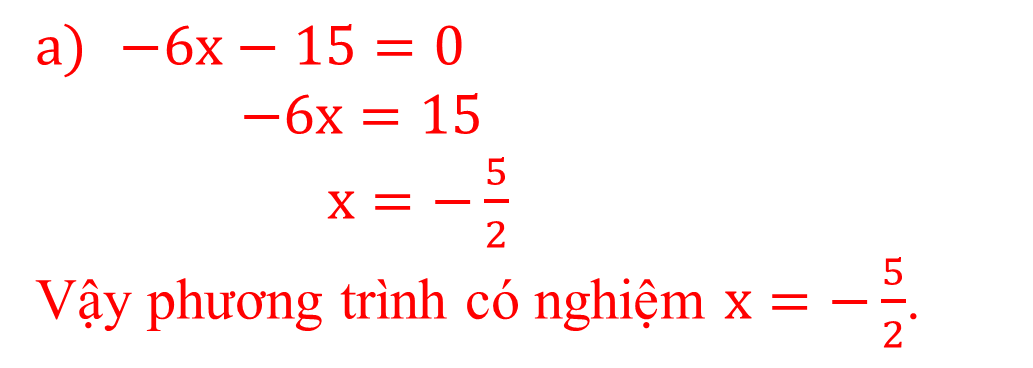 a) −6x − 15 = 0
−6x = 15
x = −5/2
Vậy phương trình có nghiệm x = −5/2.